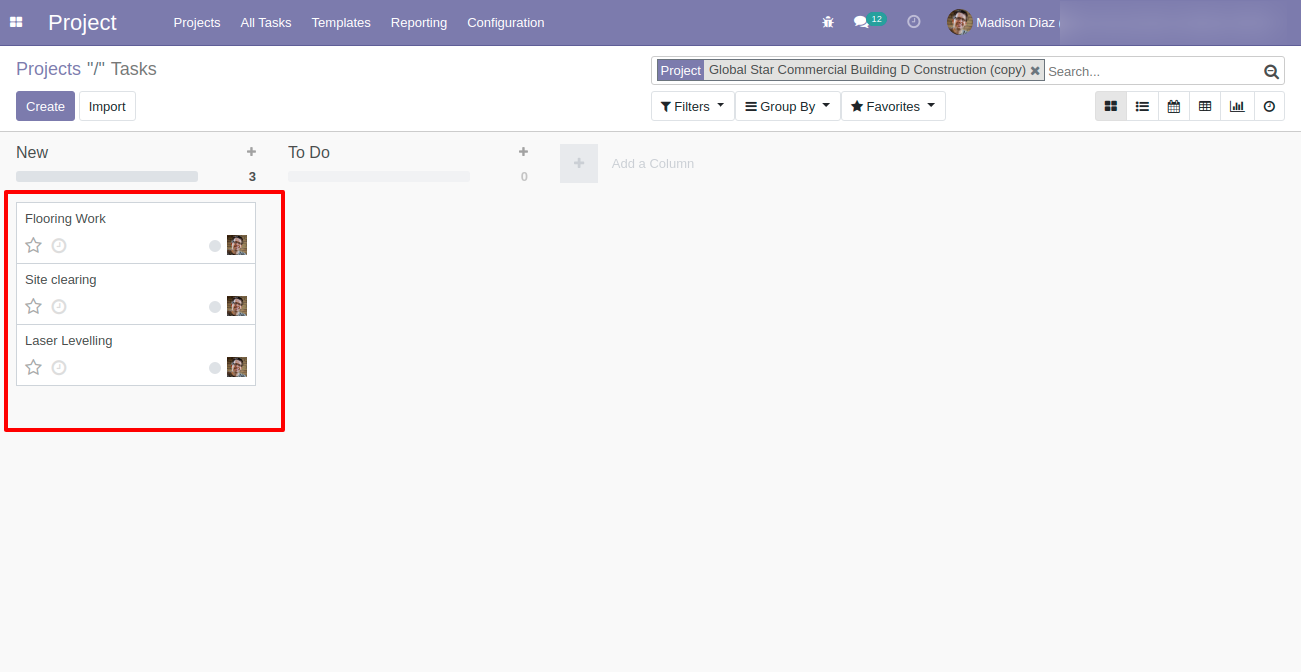 Project Projects All Tasks Templates Reporting Configuration 12 Madison Diaz (
Projects "/" Tasks
Project Global Star Commercial Building D Construction (copy) Search...
Create Import
Filters Group By Favorites
New
3
To Do
0
Add a Column
Flooring Work
Site clearing
Laser Levelling